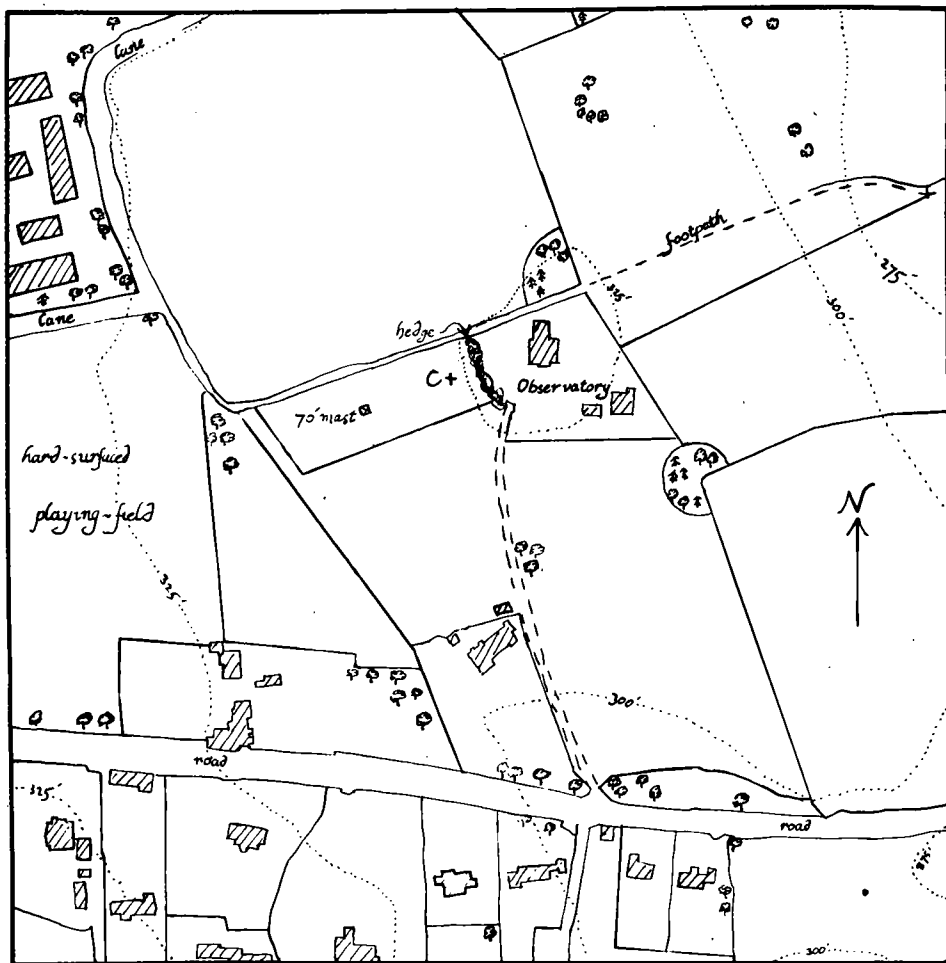 Lane
footpath
325'
275'
300'
Lane
hedge
C+
Observatory
70' mast
hard-surfaced
playing-field
N
325'
300'
road
325'
road
275'
300'